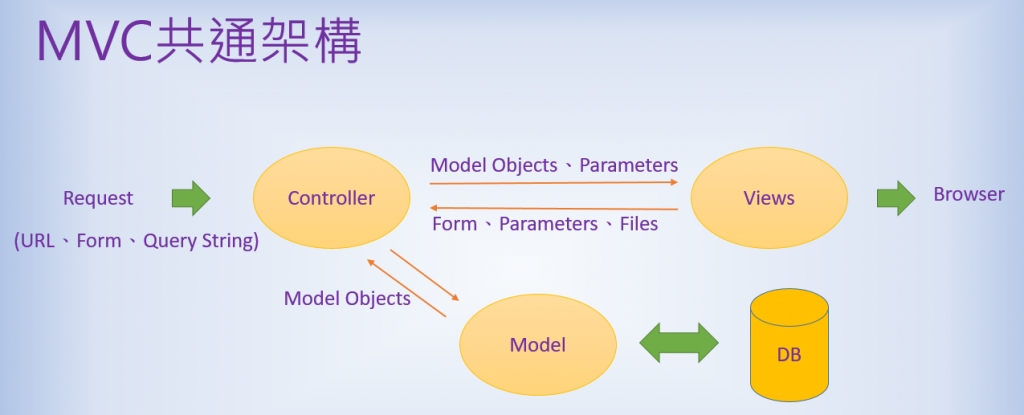 MVC共通架構
Model Objects、Parameters
Request
Controller
Views
Browser
Form、Parameters、Files
(URL、Form、Query String)
Model Objects
Model
DB